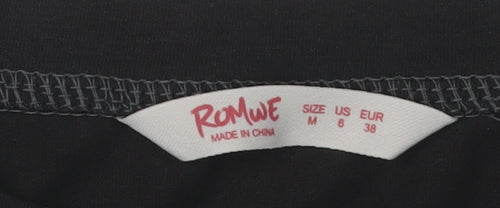 ROMWE
MADE IN CHINA
SIZE US EUR
M 6 38